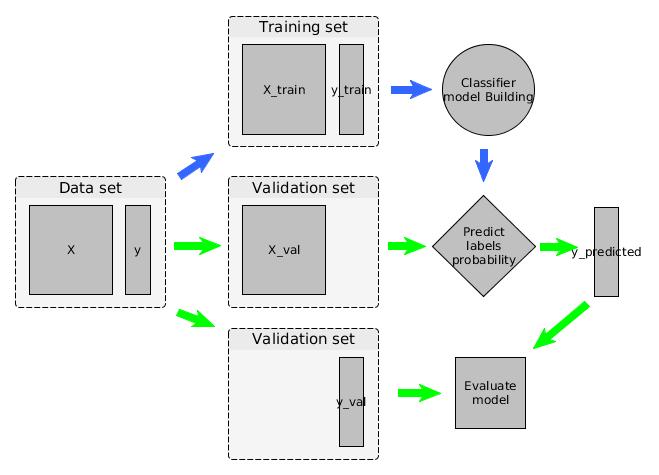 Training set
X_train
y_train
Classifier
model Building
Data set
X
y
Validation set
X_val
Predict
labels
probability
y_predicted
Validation set
y_val
Evaluate
model